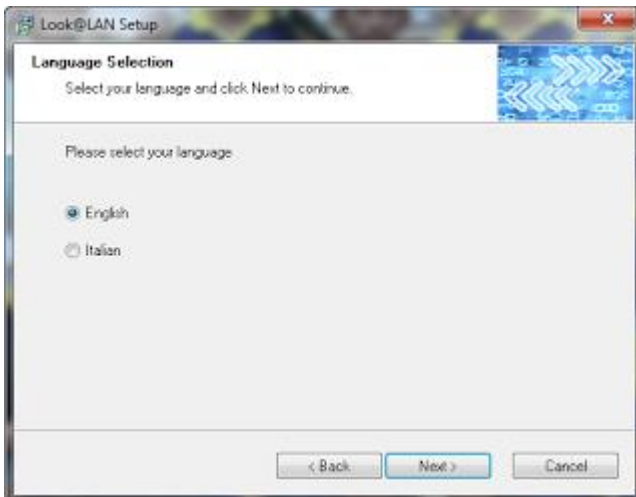 Look@LAN Setup
Language Selection
Select your language and click Next to continue.
Please select your language
English
Italian
< Back
Next >
Cancel